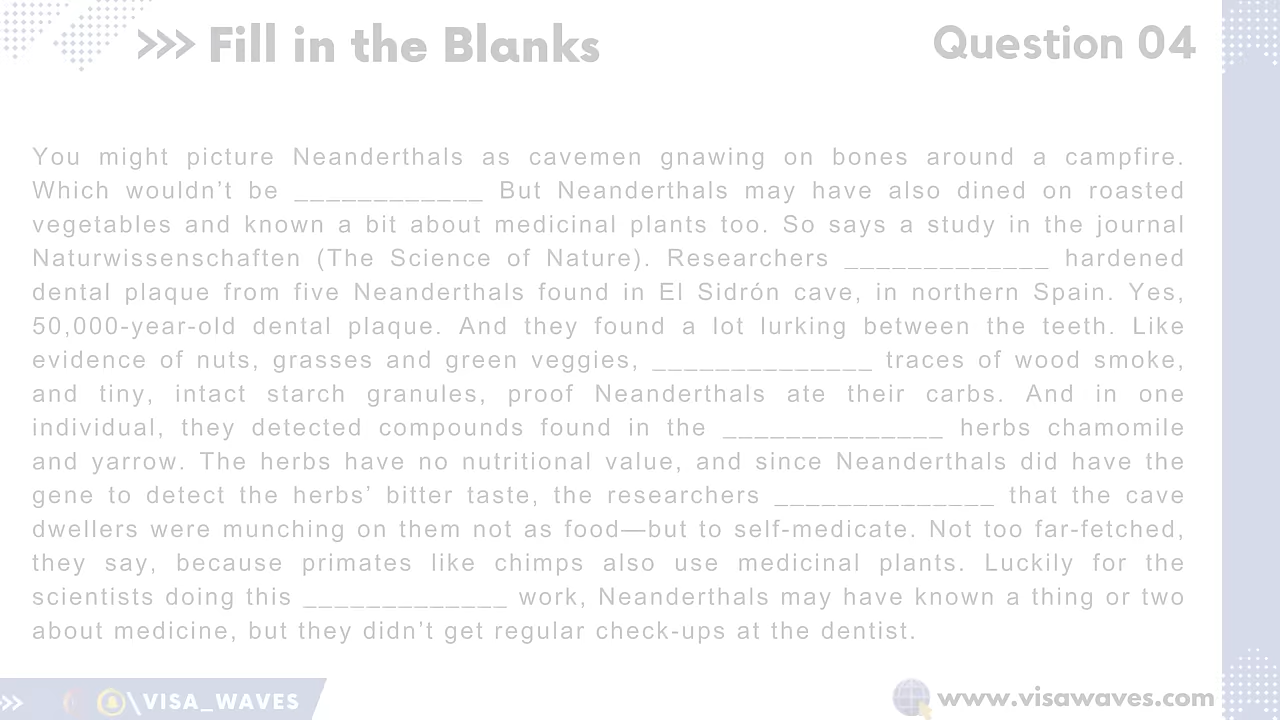 >>> Fill in the Blanks
Question 04
You might picture Neanderthals as cavemen gnawing on bones around a campfire.
Which wouldn’t be ____________ But Neanderthals may have also dined on roasted
vegetables and known a bit about medicinal plants too. So says a study in the journal
Naturwissenschaften (The Science of Nature). Researchers _____________ hardened
dental plaque from five Neanderthals found in El Sidrón cave, in northern Spain. Yes,
50,000-year-old dental plaque. And they found a lot lurking between the teeth. Like
evidence of nuts, grasses and green veggies, ______________ traces of wood smoke,
and tiny, intact starch granules, proof Neanderthals ate their carbs. And in one
individual, they detected compounds found in the ______________ herbs chamomile
and yarrow. The herbs have no nutritional value, and since Neanderthals did have the
gene to detect the herbs’ bitter taste, the researchers ______________ that the cave
dwellers were munching on them not as food—but to self-medicate. Not too far-fetched,
they say, because primates like chimps also use medicinal plants. Luckily for the
scientists doing this _____________ work, Neanderthals may have known a thing or two
about medicine, but they didn’t get regular check-ups at the dentist.
>> \VISA_WAVES
www.visawaves.com